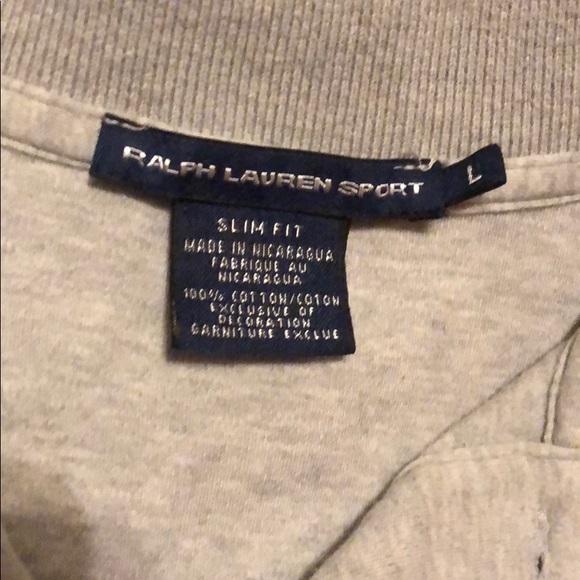 RALPH LAUREN SPORT
L
SLIM FIT
MADE IN NICARAGUA
FABRIQUE AU
NICARAGUA
100% COTTON/COTON
EXCLUSIVE OF
DECORATION
GARNITURE EXCLUE